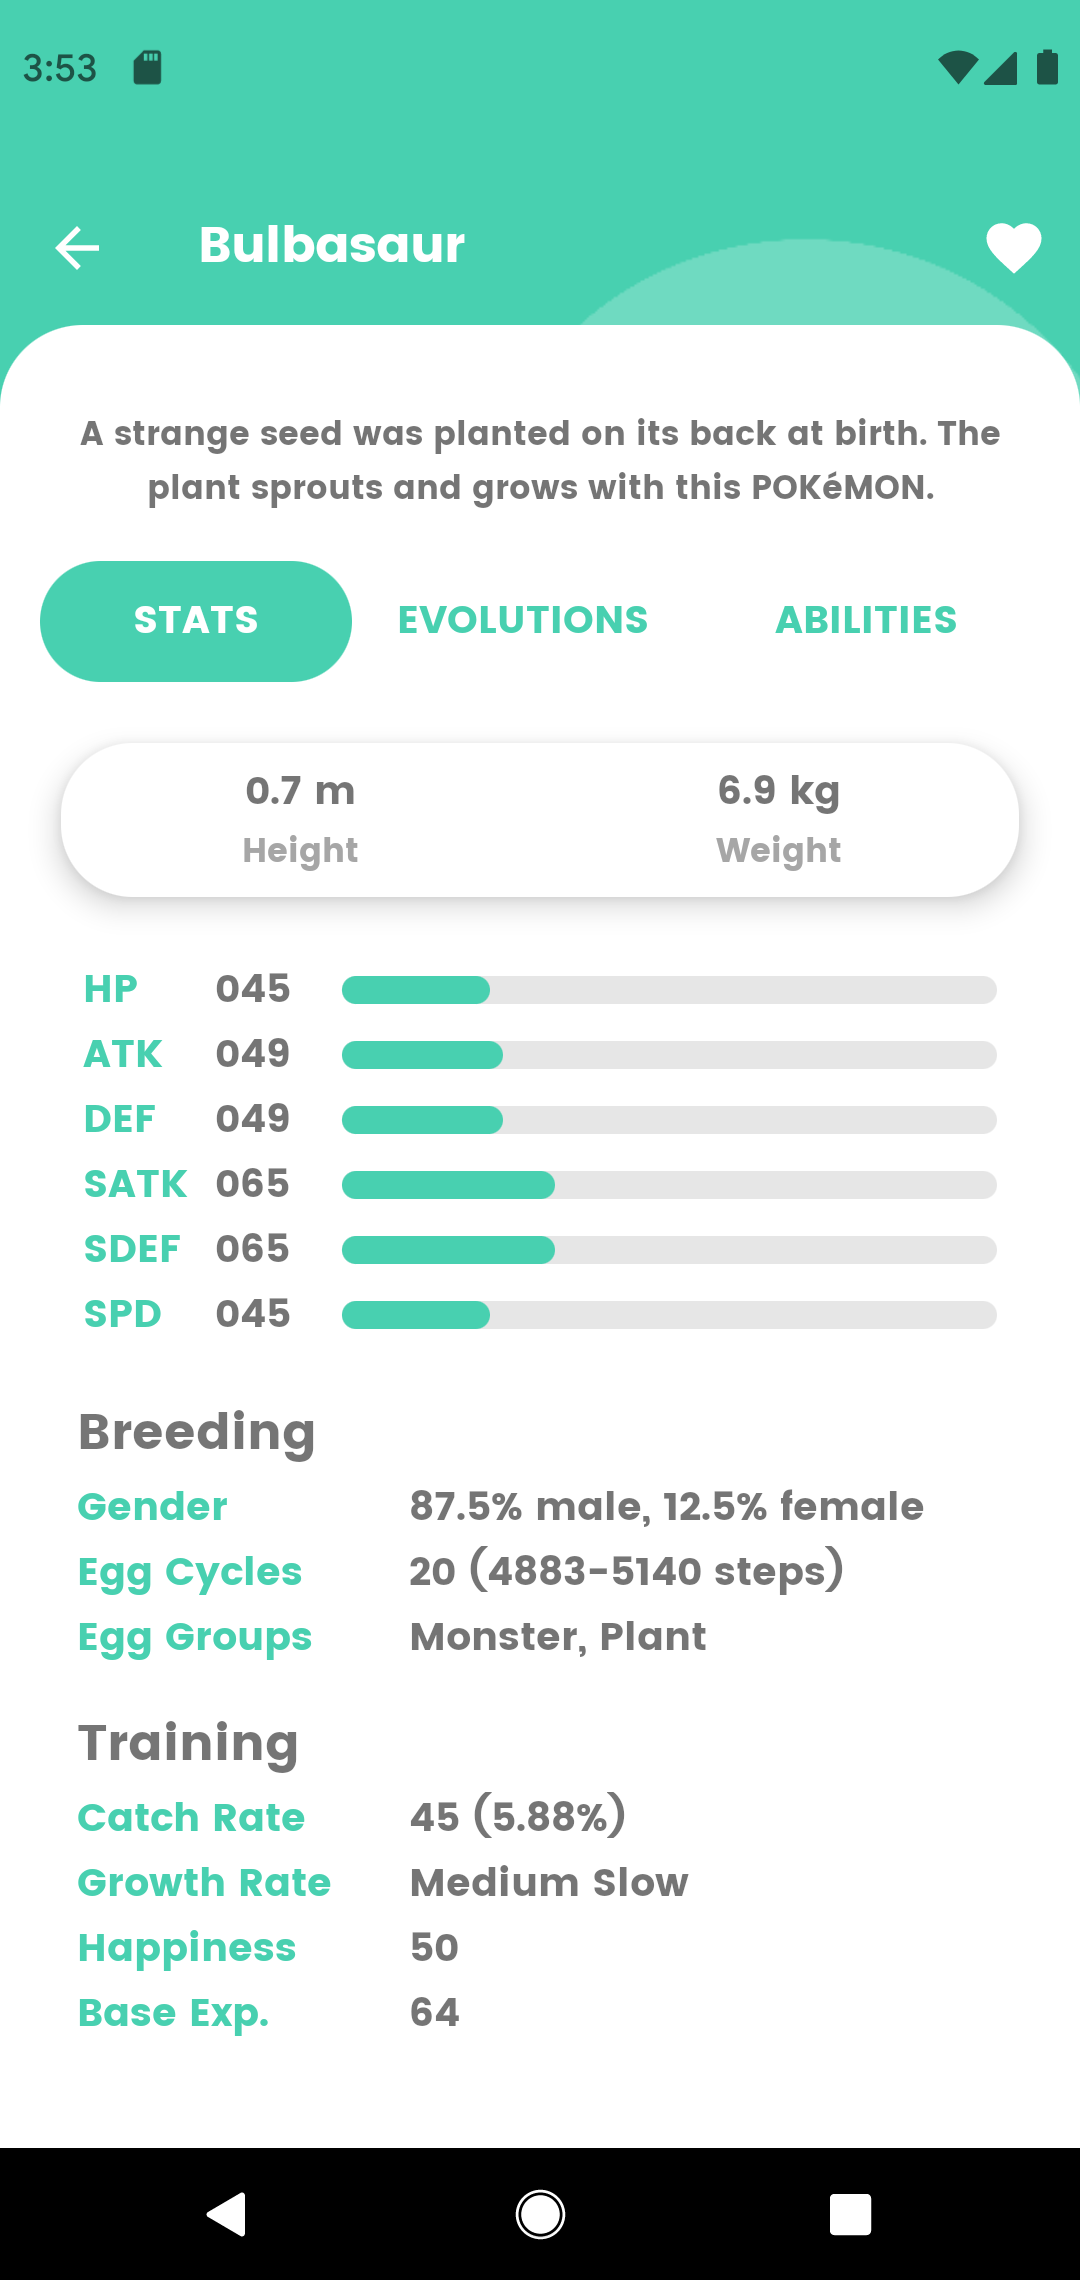 3:53
Bulbasaur
A strange seed was planted on its back at birth. The
plant sprouts and grows with this POKéMON.
STATS EVOLUTIONS ABILITIES
0.7 m 6.9 kg
Height Weight
HP 045
ATK 049
DEF 049
SATK 065
SDEF 065
SPD 045
Breeding
Gender 87.5% male, 12.5% female
Egg Cycles 20 (4883-5140 steps)
Egg Groups Monster, Plant
Training
Catch Rate 45 (5.88%)
Growth Rate Medium Slow
Happiness 50
Base Exp. 64